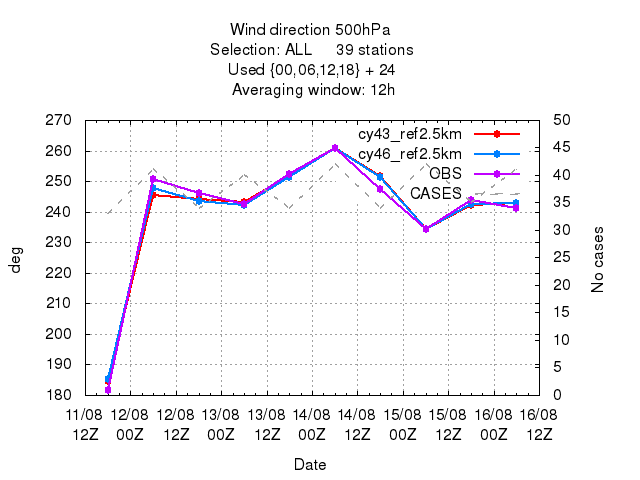 Wind direction 500hPa
Selection: ALL 39 stations
Used {00,06,12,18} + 24
Averaging window: 12h
270 50
cy43_ref2.5km
260 45
cy46_ref2.5km
250 40
OBS
CASES
240 35
230 30
deg
220 25
No cases
210 20
200 15
190 10
180 5
0
11/08 12/08 12/08 13/08 13/08 14/08 14/08 15/08 15/08 16/08 16/08
12Z 00Z 12Z 00Z 12Z 00Z 12Z 00Z 12Z 00Z 12Z
Date